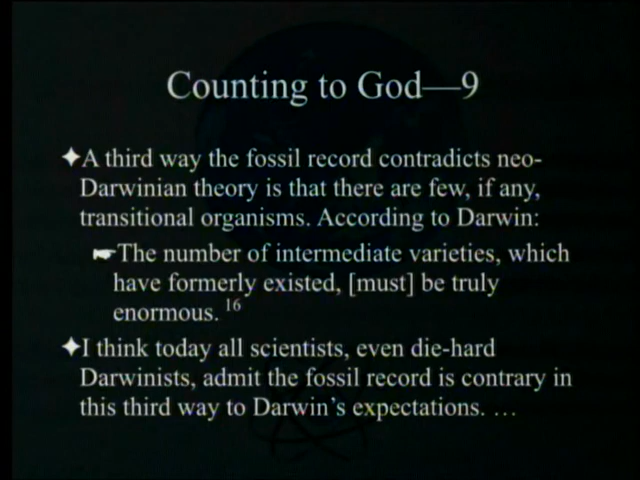 Counting to God—9
A third way the fossil record contradicts neo-
Darwinian theory is that there are few, if any,
transitional organisms. According to Darwin:
The number of intermediate varieties, which
have formerly existed, [must] be truly
enormous. 16
I think today all scientists, even die-hard
Darwinists, admit the fossil record is contrary in
this third way to Darwin's expectations. …